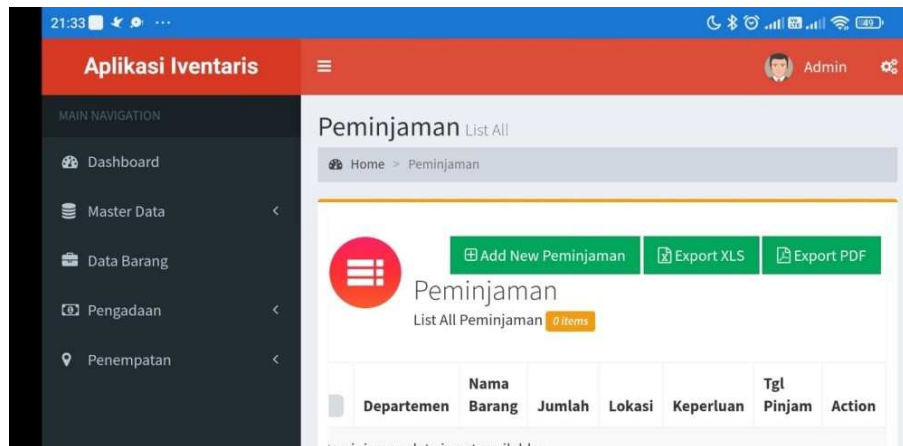 21:33
49
Aplikasi Iventaris
Admin
MAIN NAVIGATION
Dashboard
Master Data
Data Barang
Pengadaan
Penempatan
Peminjaman List All
Home > Peminjaman
Add New Peminjaman
Export XLS
Export PDF
Peminjaman
List All Peminjaman 0 items
Departemen
Nama Barang
Jumlah
Lokasi
Keperluan
Tgl Pinjam
Action